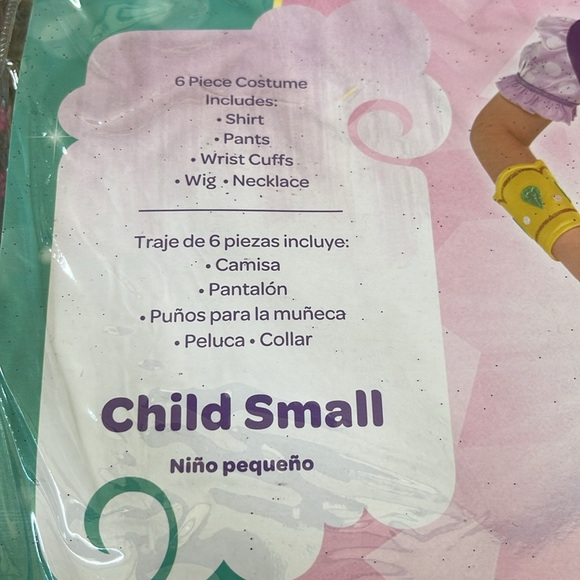 6 Piece Costume
Includes:
• Shirt
• Pants
• Wrist Cuffs
• Wig • Necklace
Traje de 6 piezas incluye:
• Camisa
• Pantalón
• Puños para la muñeca
• Peluca • Collar
Child Small
Niño pequeño